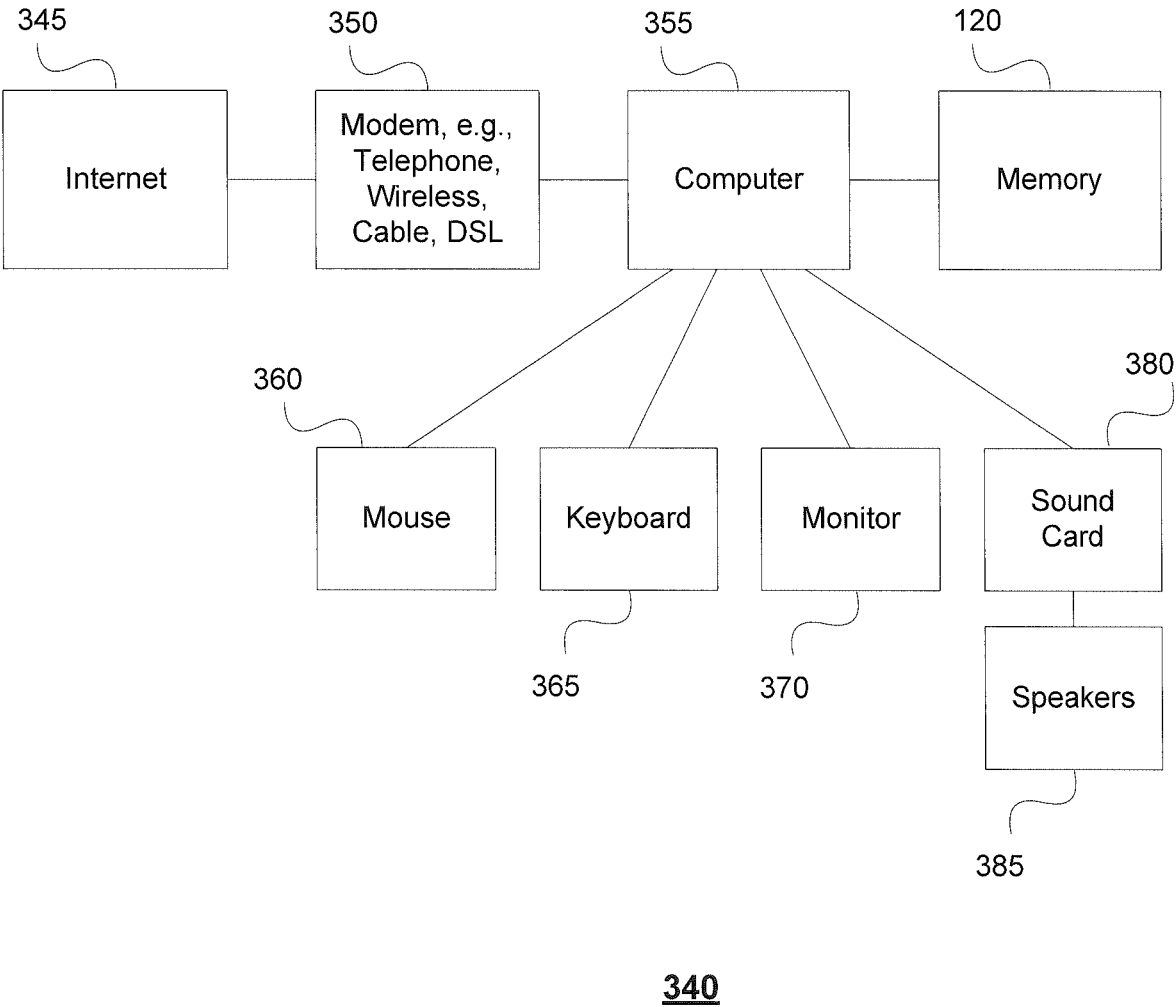 345
350
355
120
Internet
Modem, e.g.,
Telephone,
Wireless,
Cable, DSL
Computer
Memory
360
380
Mouse
Keyboard
Monitor
Sound
Card
365
370
Speakers
385
340